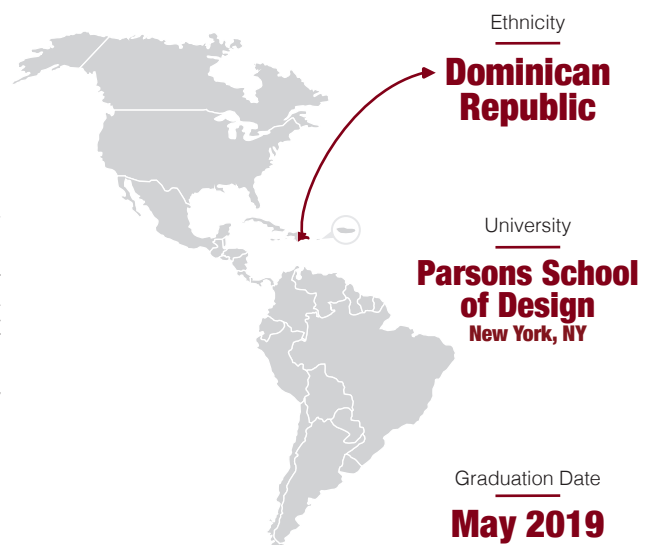 Ethnicity
Dominican
Republic
University
Parsons School
of Design
New York, NY
Graduation Date
May 2019